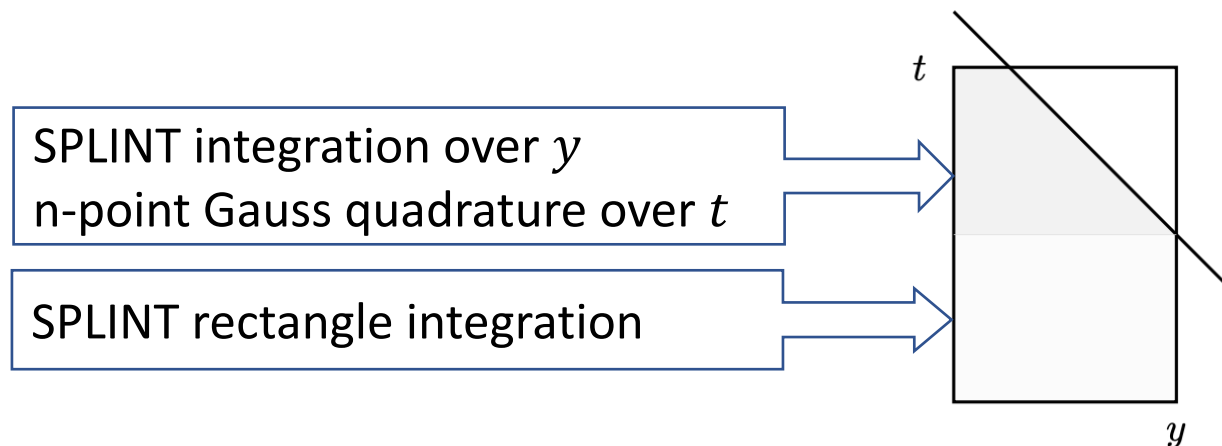 t
SPLINT integration over y
n-point Gauss quadrature over t
SPLINT rectangle integration
y